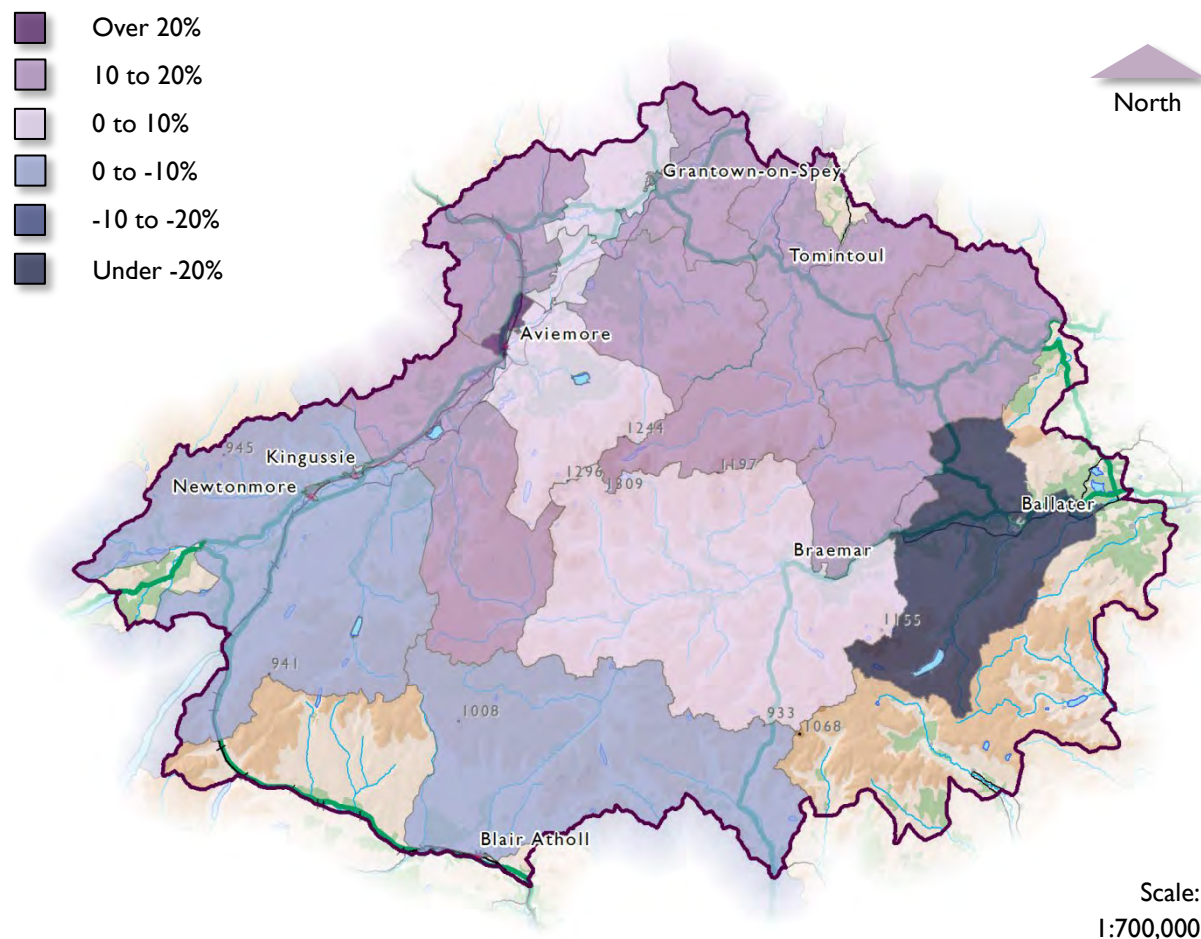 Over 20%
10 to 20%
0 to 10%
0 to -10%
-10 to -20%
Under -20%
North
Grantown-on-Spey
Tomintoul
Aviemore
1244
945
Kingussie
1296
1197
1309
Newtonmore
Ballater
Braemar
1155
941
1008
933
1068
Blair Atholl
Scale:
1:700,000